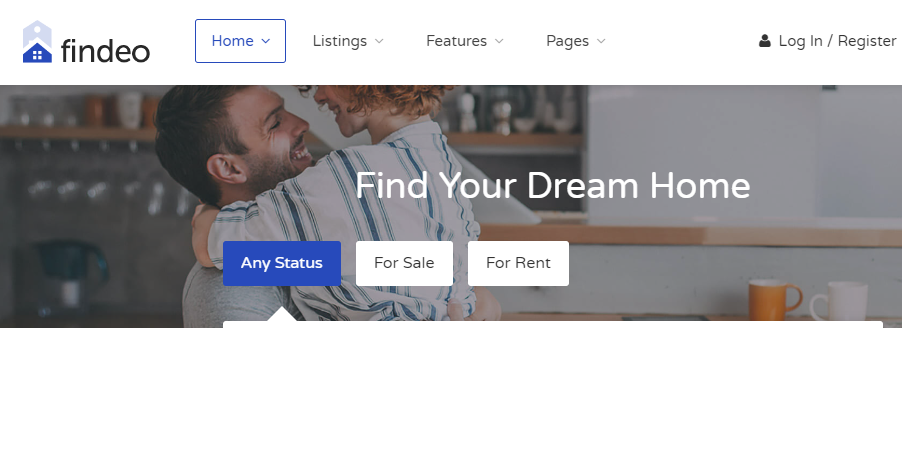 findeo
Home
Listings
Features
Pages
Log In / Register
Find Your Dream Home
Any Status
For Sale
For Rent